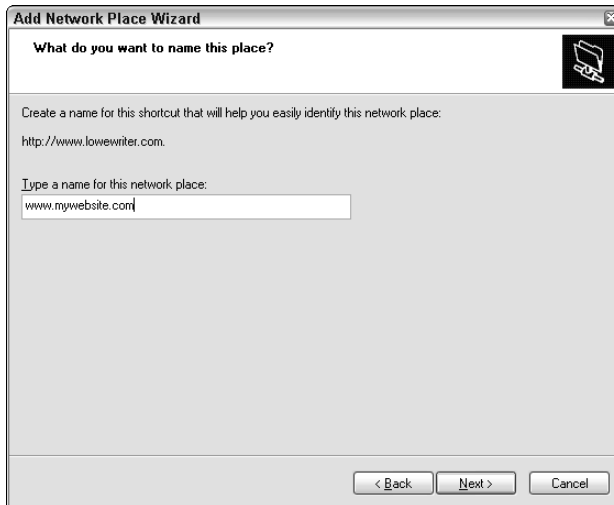 Add Network Place Wizard
What do you want to name this place?
Create a name for this shortcut that will help you easily identify this network place:
http://www.lowewriter.com.
Type a name for this network place:
www.mywebsite.com
< Back Next > Cancel